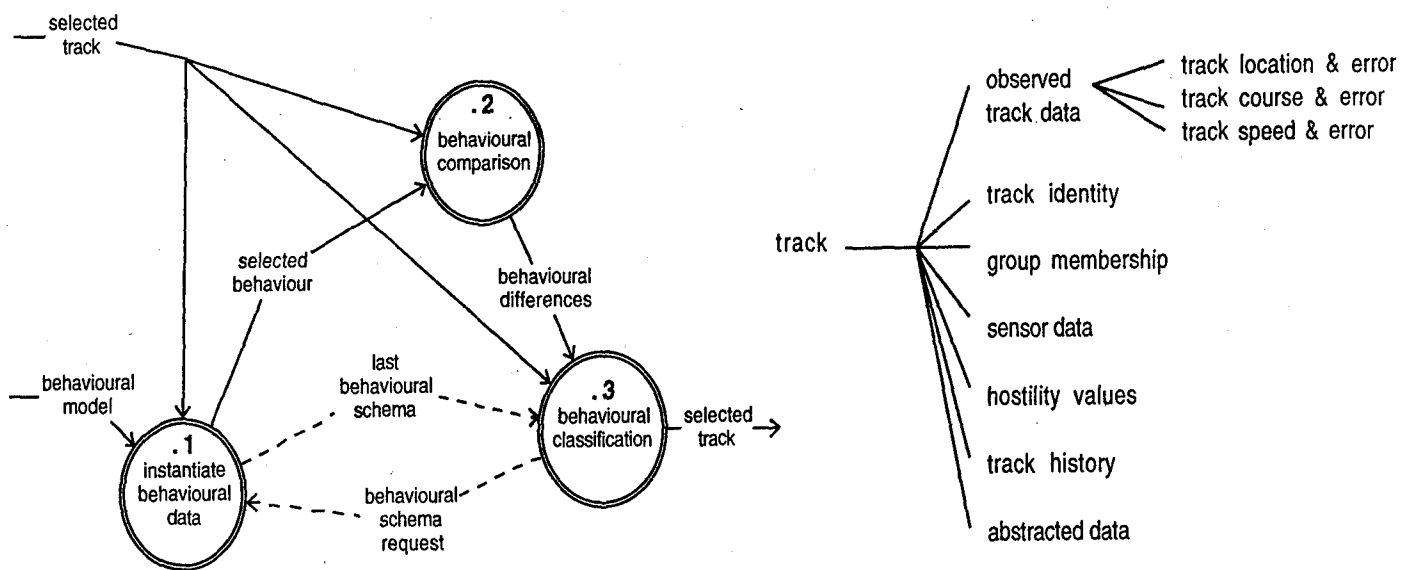 selected
track
.2
behavioural
comparison
selected
behaviour
behavioural
differences
behavioural
model
last
behavioural
schema
.1
instantiate
behavioural
data
behavioural
schema
request
.3
behavioural
classification
selected
track
track
observed
track data
track location & error
track course & error
track speed & error
track identity
group membership
sensor data
hostility values
track history
abstracted data